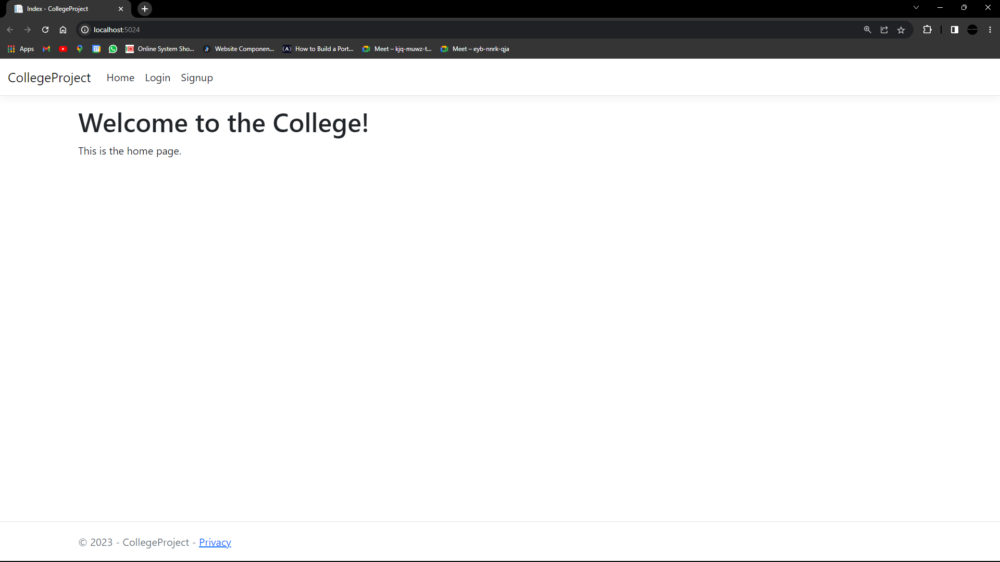 Index - CollegeProject
localhost:5024
Apps
27
Online System Sho...
Website Componen...
How to Build a Port...
Meet – kjq-muwz-t...
Meet – eyb-nnrk-qja
CollegeProject Home Login Signup
Welcome to the College!
This is the home page.
© 2023 - CollegeProject - Privacy